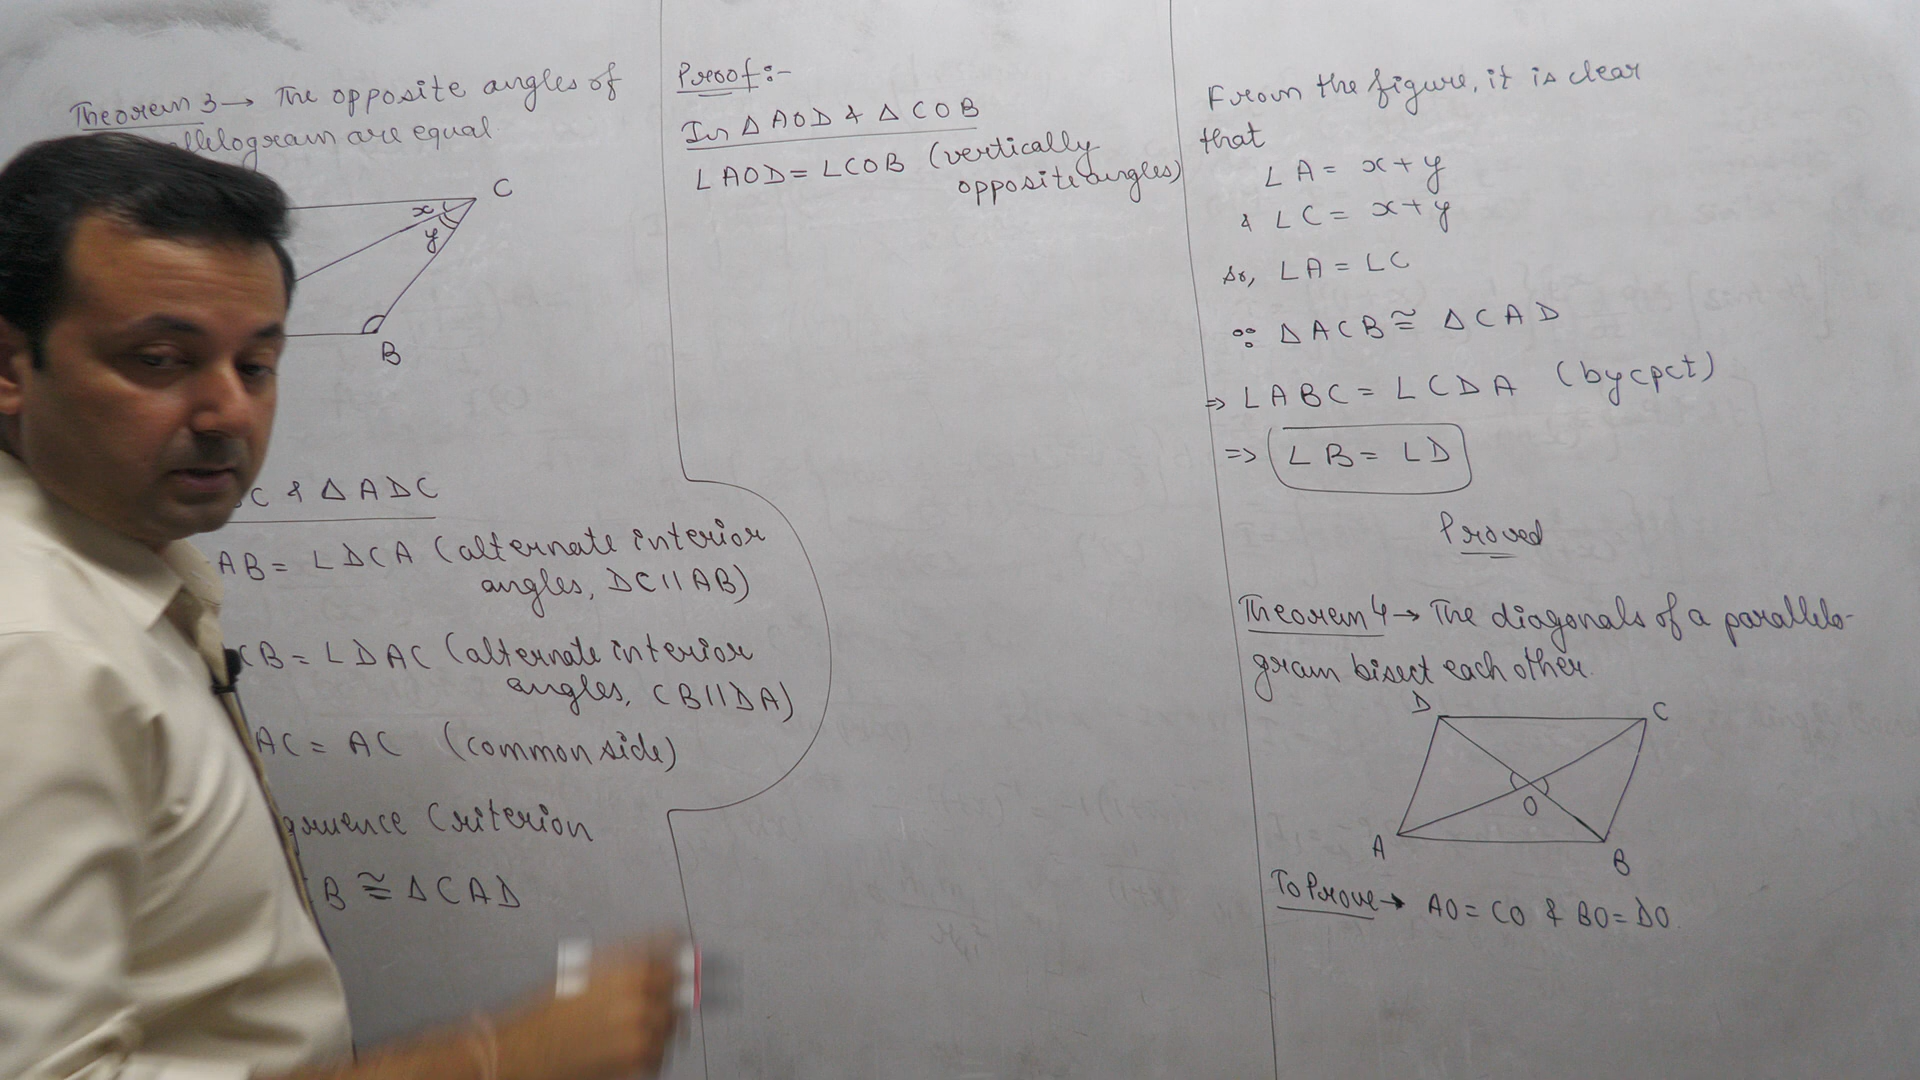 Theorem 3→ The opposite angles of
allelogram are equal
C
x
y
B
C & ΔADC
AB = ∠DCA (alternate interior
angles, DC||AB)
CB = ∠DAC (alternate interior
angles, CB||DA)
AC = AC (common side)
gruence Criterion
B ≅ ΔCAD
Proof:-
In ΔAOD & ΔCOB
∠AOD = ∠COB (vertically
opposite angles)
From the figure, it is clear
that
∠A = x+y
& ∠C = x+y
So, ∠A = ∠C
∵ ΔACB ≅ ΔCAD
⇒ ∠ABC = ∠CDA (by cpct)
⇒ ∠B = ∠D
Proved
Theorem 4→ The diagonals of a parallelo-
gram bisect each other.
D C
O
A B
To Prove→ AO = CO & BO = DO